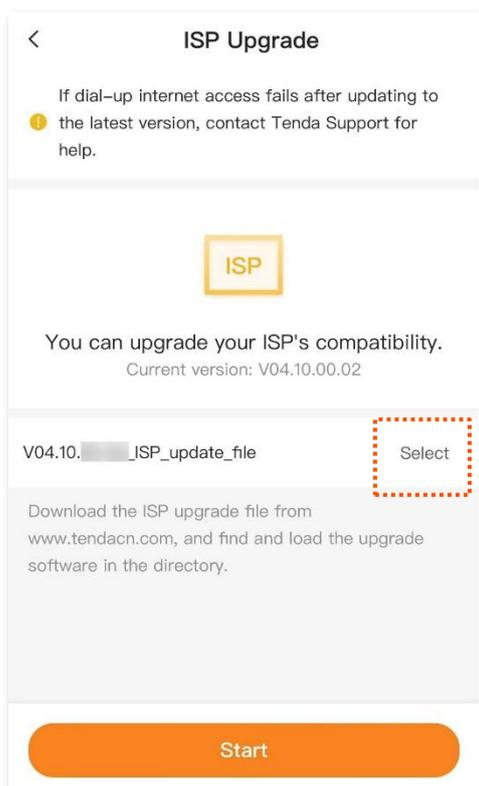 ISP Upgrade
If dial-up internet access fails after updating to
the latest version, contact Tenda Support for
help.
ISP
You can upgrade your ISP's compatibility.
Current version: V04.10.00.02
V04.10. _ISP_update_file Select
Download the ISP upgrade file from
www.tendacn.com, and find and load the upgrade
software in the directory.
Start